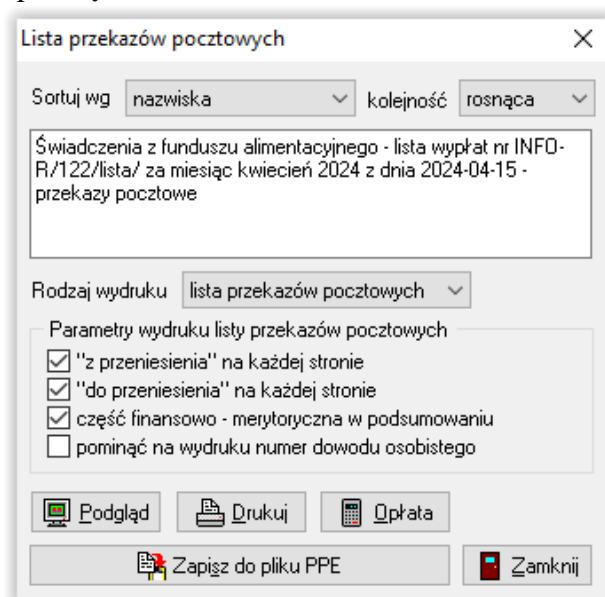 Lista przekazów pocztowych
Sortuj wg nazwiska kolejność rosnąca
Świadczenia z funduszu alimentacyjnego - lista wypłat nr INFO-
R/122/lista/ za miesiąc kwiecień 2024 z dnia 2024-04-15 -
przekazy pocztowe
Rodzaj wydruku lista przekazów pocztowych
Parametry wydruku listy przekazów pocztowych
"z przeniesienia" na każdej stronie
"do przeniesienia" na każdej stronie
część finansowo - merytoryczna w podsumowaniu
pominąć na wydruku numer dowodu osobistego
Podgląd Drukuj Opłata
Zapisz do pliku PPE Zamknij